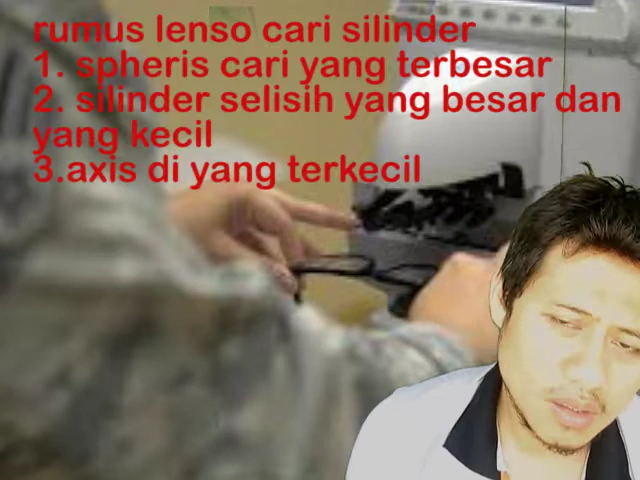 rumus lenso cari silinder
1. spheris cari yang terbesar
2. silinder selisih yang besar dan
yang kecil
3.axis di yang terkecil